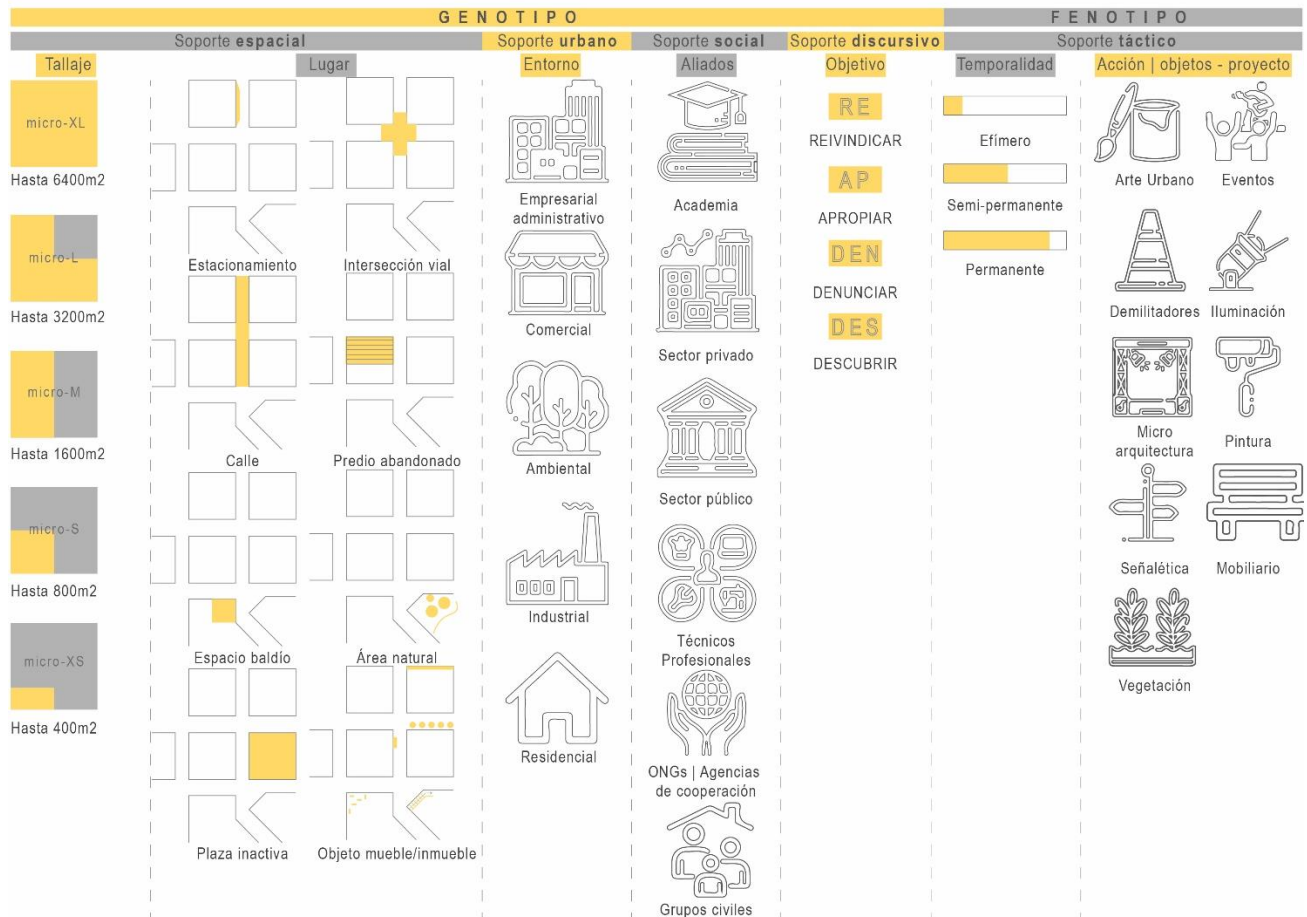 GENOTIPO
FENOTIPO
Soporte espacial
Soporte urbano
Soporte social
Soporte discursivo
Soporte táctico
Tallaje
Lugar
Entorno
Aliados
Objetivo
Temporalidad
Acción | objetos - proyecto
micro-XL
Hasta 6400m2
micro-L
Hasta 3200m2
micro-M
Hasta 1600m2
micro-S
Hasta 800m2
micro-XS
Hasta 400m2
Estacionamiento
Intersección vial
Calle
Predio abandonado
Espacio baldío
Área natural
Plaza inactiva
Objeto mueble/inmueble
Empresarial
administrativo
Comercial
Ambiental
Industrial
Residencial
Academia
Sector privado
Sector público
Técnicos
Profesionales
ONGs | Agencias
de cooperación
Grupos civiles
RE
REIVINDICAR
AP
APROPIAR
DEN
DENUNCIAR
DES
DESCUBRIR
Efímero
Semi-permanente
Permanente
Arte Urbano
Eventos
Demilitadores
Iluminación
Micro
arquitectura
Pintura
Señalética
Mobiliario
Vegetación